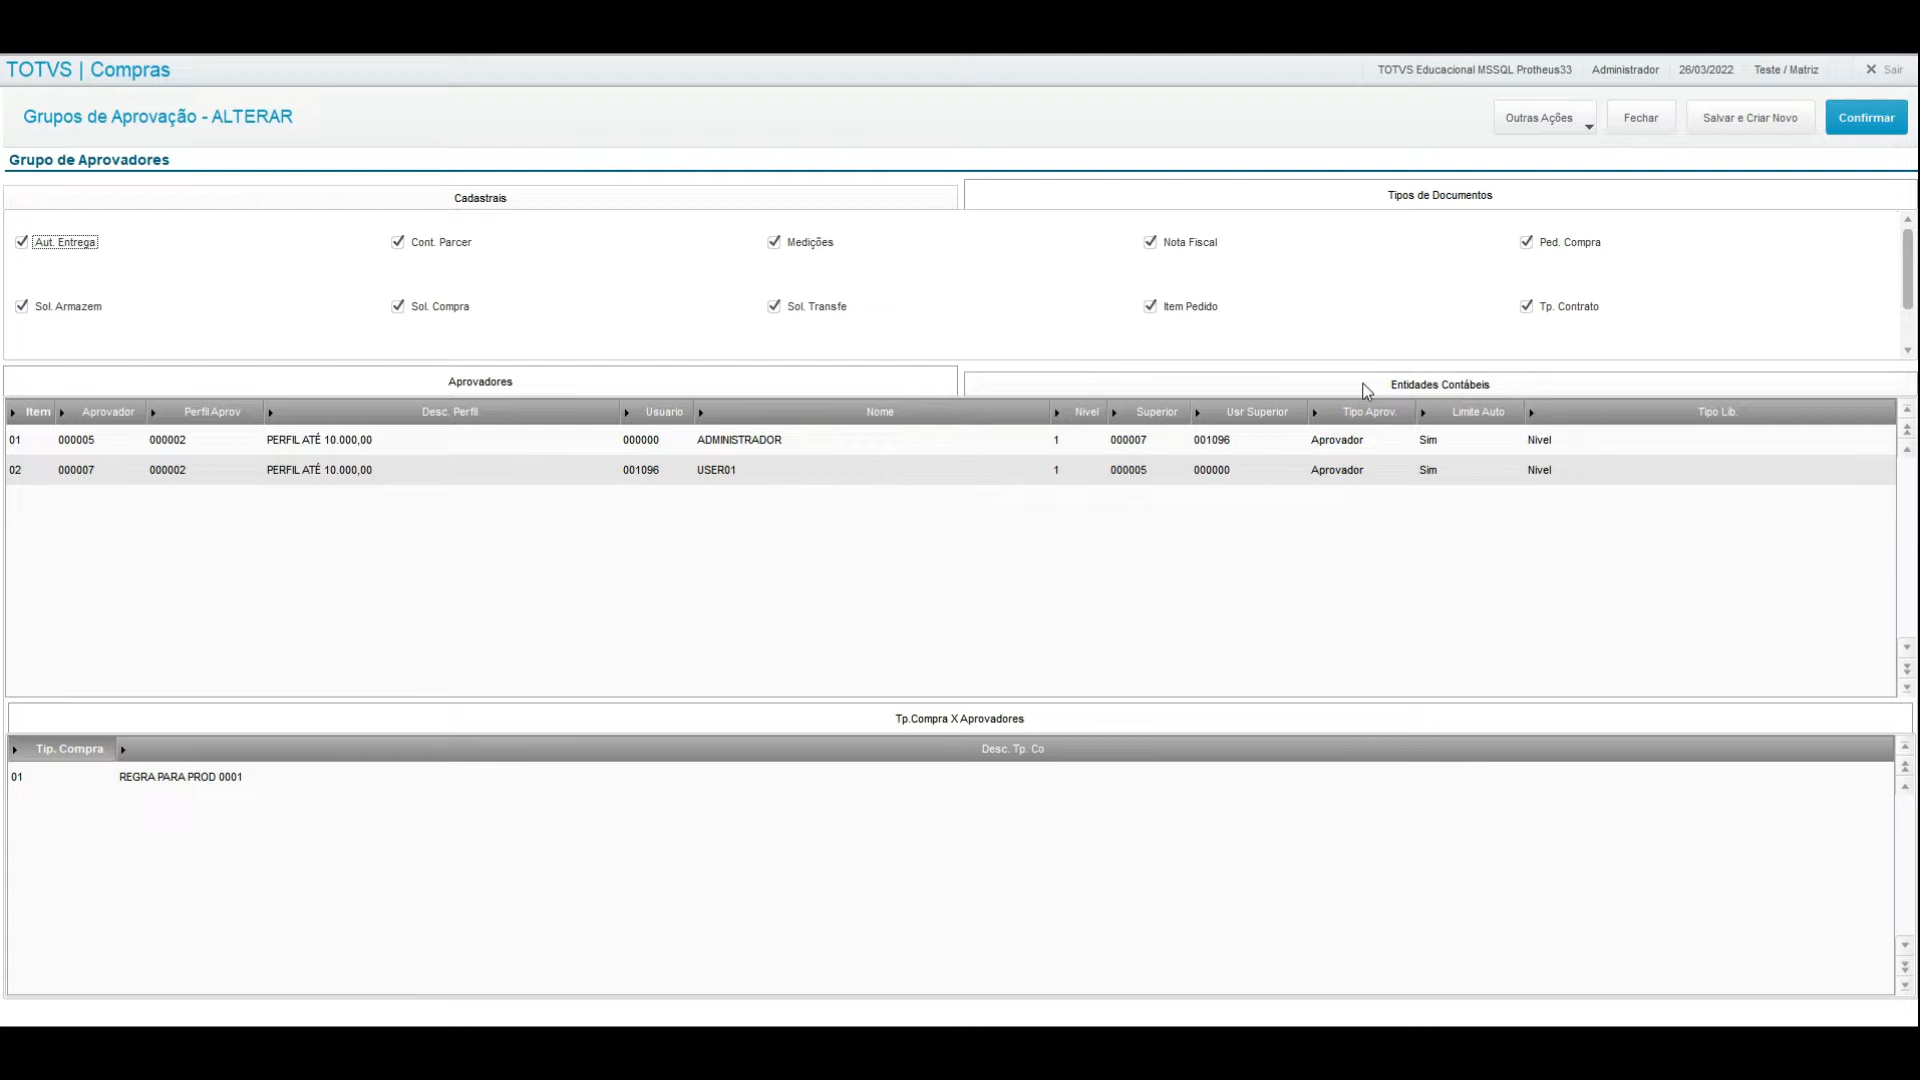 TOTVS | Compras
TOTVS Educacional MSSQL Protheus33 Administrador 26/03/2022 Teste / Matriz Sair
Grupos de Aprovação - ALTERAR
Outras Ações Fechar Salvar e Criar Novo Confirmar
Grupo de Aprovadores
Cadastrais Tipos de Documentos
Aut. Entrega Cont. Parcer Medições Nota Fiscal Ped. Compra
Sol. Armazem Sol. Compra Sol. Transfe Item Pedido Tp. Contrato
Aprovadores Entidades Contábeis
Item Aprovador Perfil Aprov Desc. Perfil Usuario Nome Nivel Superior Usr Superior Tipo Aprov. Limite Auto Tipo Lib.
01 000005 000002 PERFIL ATÉ 10.000,00 000000 ADMINISTRADOR 1 000007 001096 Aprovador Sim Nivel
02 000007 000002 PERFIL ATÉ 10.000,00 001096 USER01 1 000005 000000 Aprovador Sim Nivel
Tp.Compra X Aprovadores
Tip. Compra Desc. Tp. Co
01 REGRA PARA PROD 0001